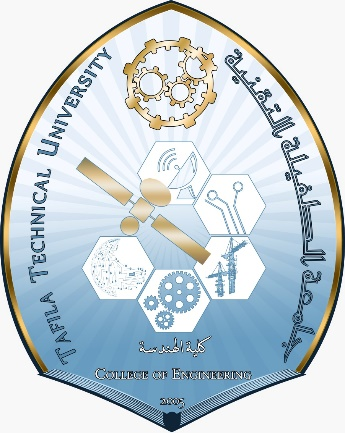 TAFILA TECHNICAL UNIVERSITY
جامعة الطفيلة التقنية
كلية الهندسة
COLLEGE OF ENGINEERING
2005